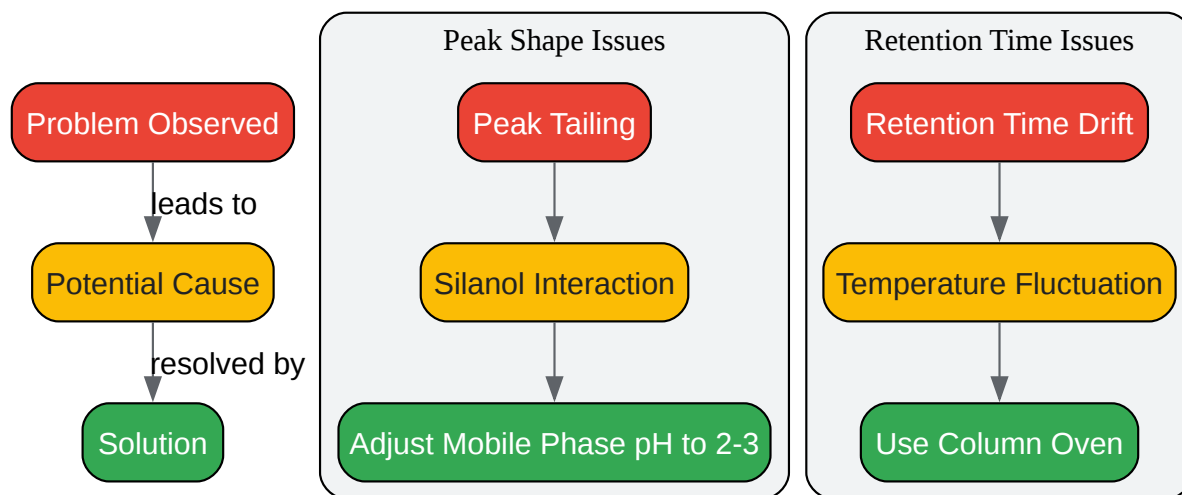 Problem Observed
leads to
Potential Cause
resolved by
Solution
Peak Shape Issues
Peak Tailing
Silanol Interaction
Adjust Mobile Phase pH to 2-3
Retention Time Issues
Retention Time Drift
Temperature Fluctuation
Use Column Oven